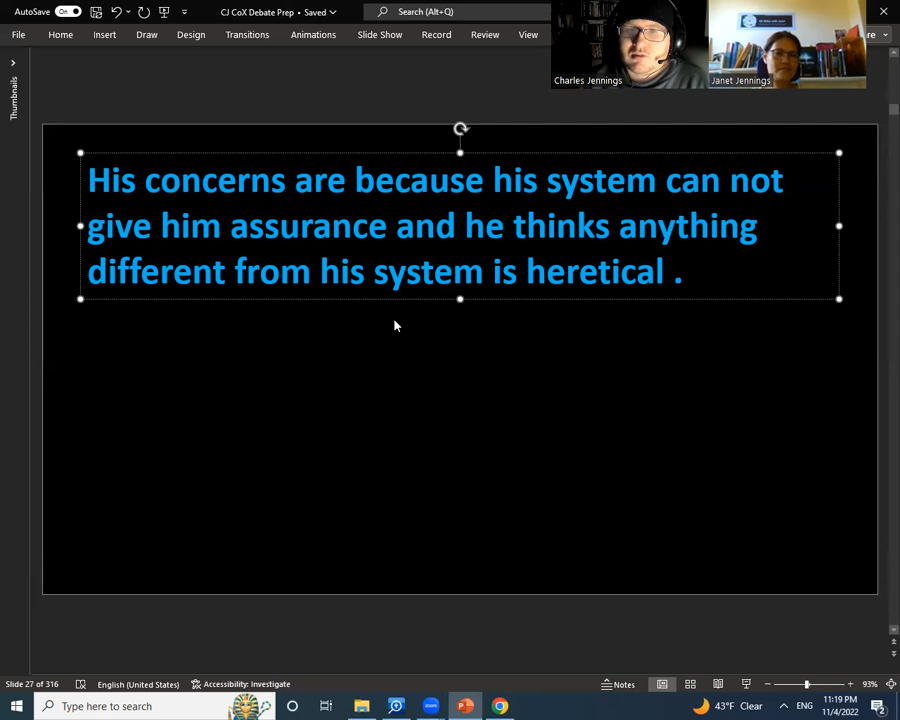 AutoSave On CJ CoX Debate Prep • Saved Search (Alt+Q)
File Home Insert Draw Design Transitions Animations Slide Show Record Review View
Charles Jennings
Janet Jennings
Thumbnails
His concerns are because his system can not
give him assurance and he thinks anything
different from his system is heretical .
Slide 27 of 316 English (United States) Accessibility: Investigate Notes 93%
Type here to search 43°F Clear ENG 11:19 PM
11/4/2022 2